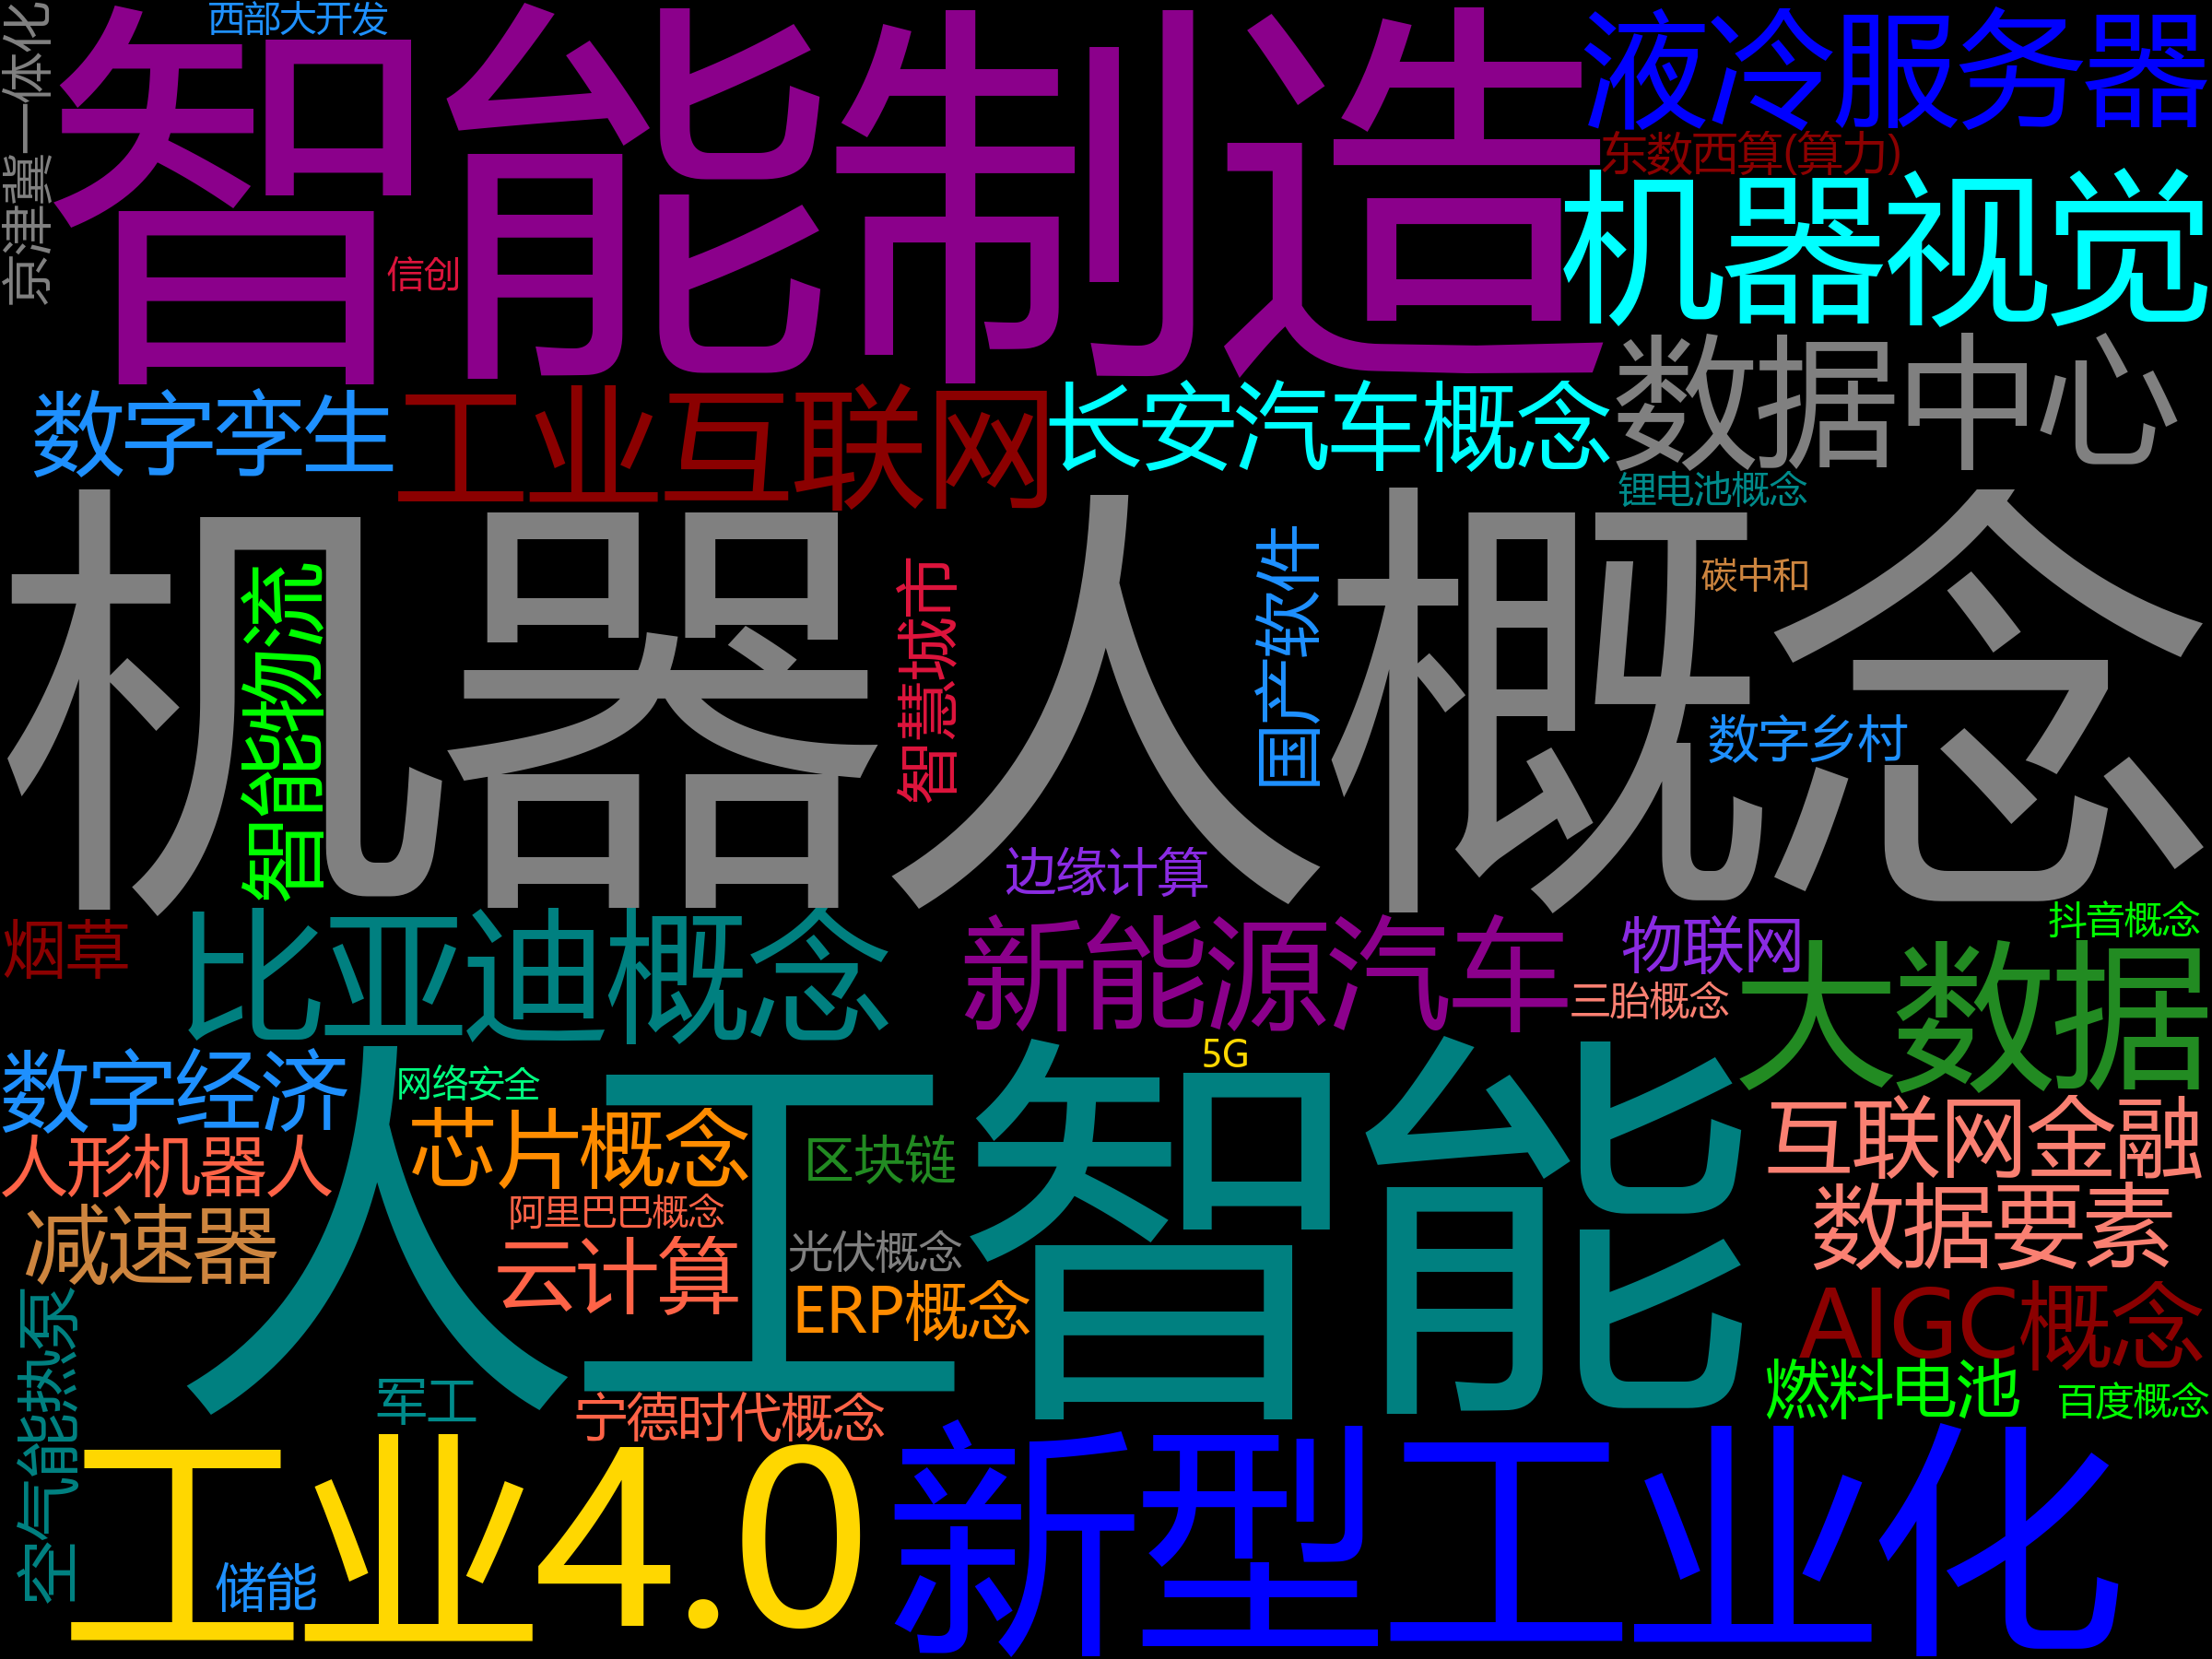 西部大开发
京津冀一体化
智能制造
液冷服务器
东数西算(算力)
机器视觉
信创
数据中心
数字孪生
工业互联网
长安汽车概念
锂电池概念
机器人概念
智能物流
智慧城市
国产软件
碳中和
数字乡村
边缘计算
烟草
比亚迪概念
新能源汽车
物联网
抖音概念
三胎概念
大数据
数字经济
网络安全
5G
人工智能
芯片概念
区块链
互联网金融
人形机器人
阿里巴巴概念
数据要素
减速器
云计算
光伏概念
ERP概念
AIGC概念
空气能热泵
军工
宁德时代概念
燃料电池
百度概念
工业4.0
新型工业化
储能